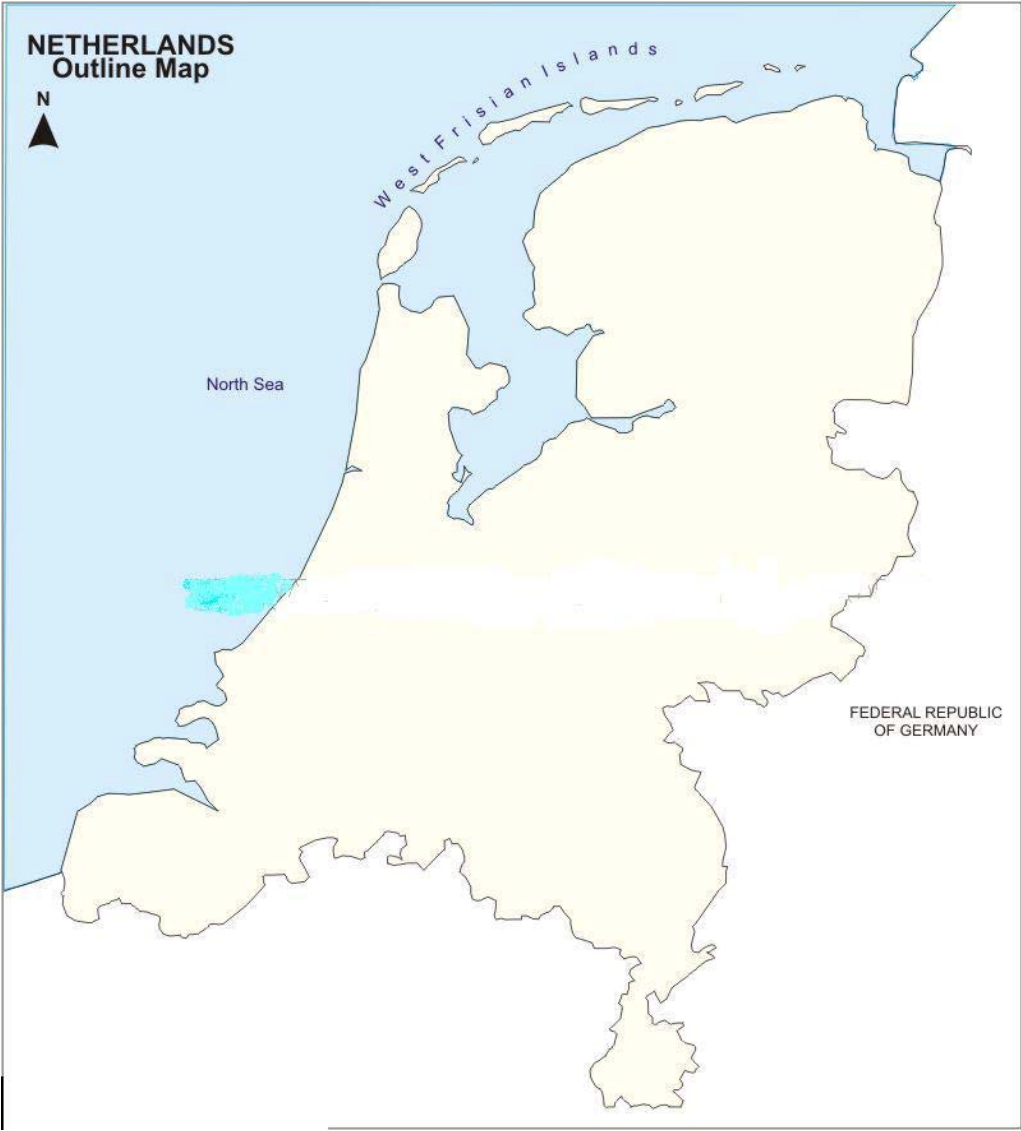 NETHERLANDS
Outline Map
N
West Frisian Islands
North Sea
FEDERAL REPUBLIC
OF GERMANY